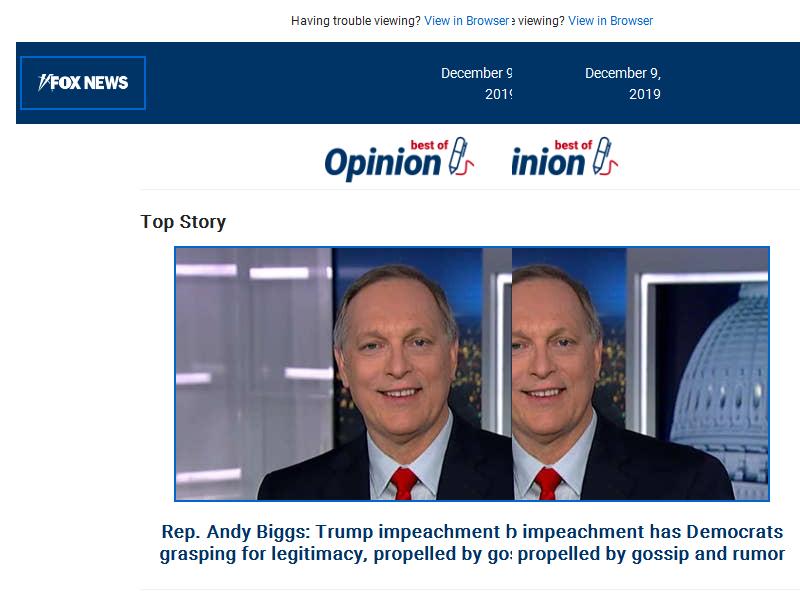 Having trouble viewing? View in Browser e viewing? View in Browser
FOX NEWS
December 9 December 9,
2019 2019
best of best of
Opinion inion
Top Story
Rep. Andy Biggs: Trump impeachment h impeachment has Democrats
grasping for legitimacy, propelled by gos propelled by gossip and rumor